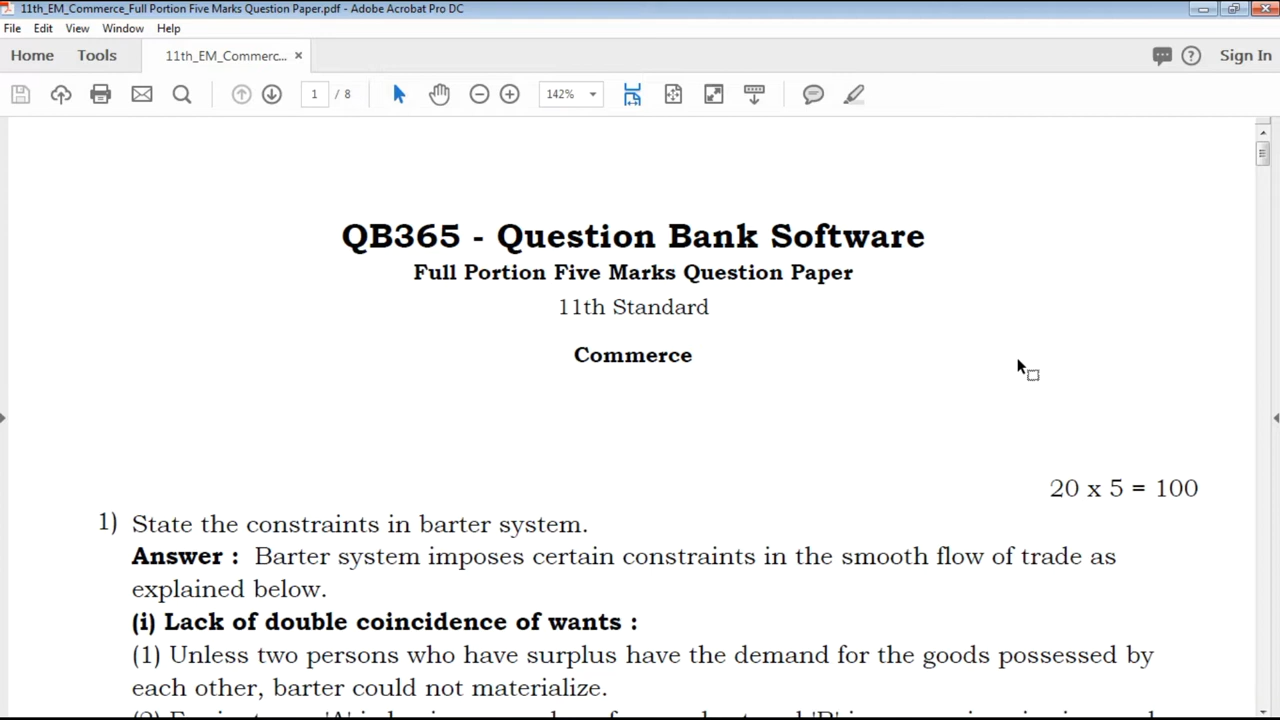 11th_EM_Commerce_Full Portion Five Marks Question Paper.pdf - Adobe Acrobat Pro DC
File Edit View Window Help
Home Tools 11th_EM_Commerc... × Sign In
1 / 8 142%
QB365 - Question Bank Software
Full Portion Five Marks Question Paper
11th Standard
Commerce
20 x 5 = 100
1) State the constraints in barter system.
Answer : Barter system imposes certain constraints in the smooth flow of trade as
explained below.
(i) Lack of double coincidence of wants :
(1) Unless two persons who have surplus have the demand for the goods possessed by
each other, barter could not materialize.